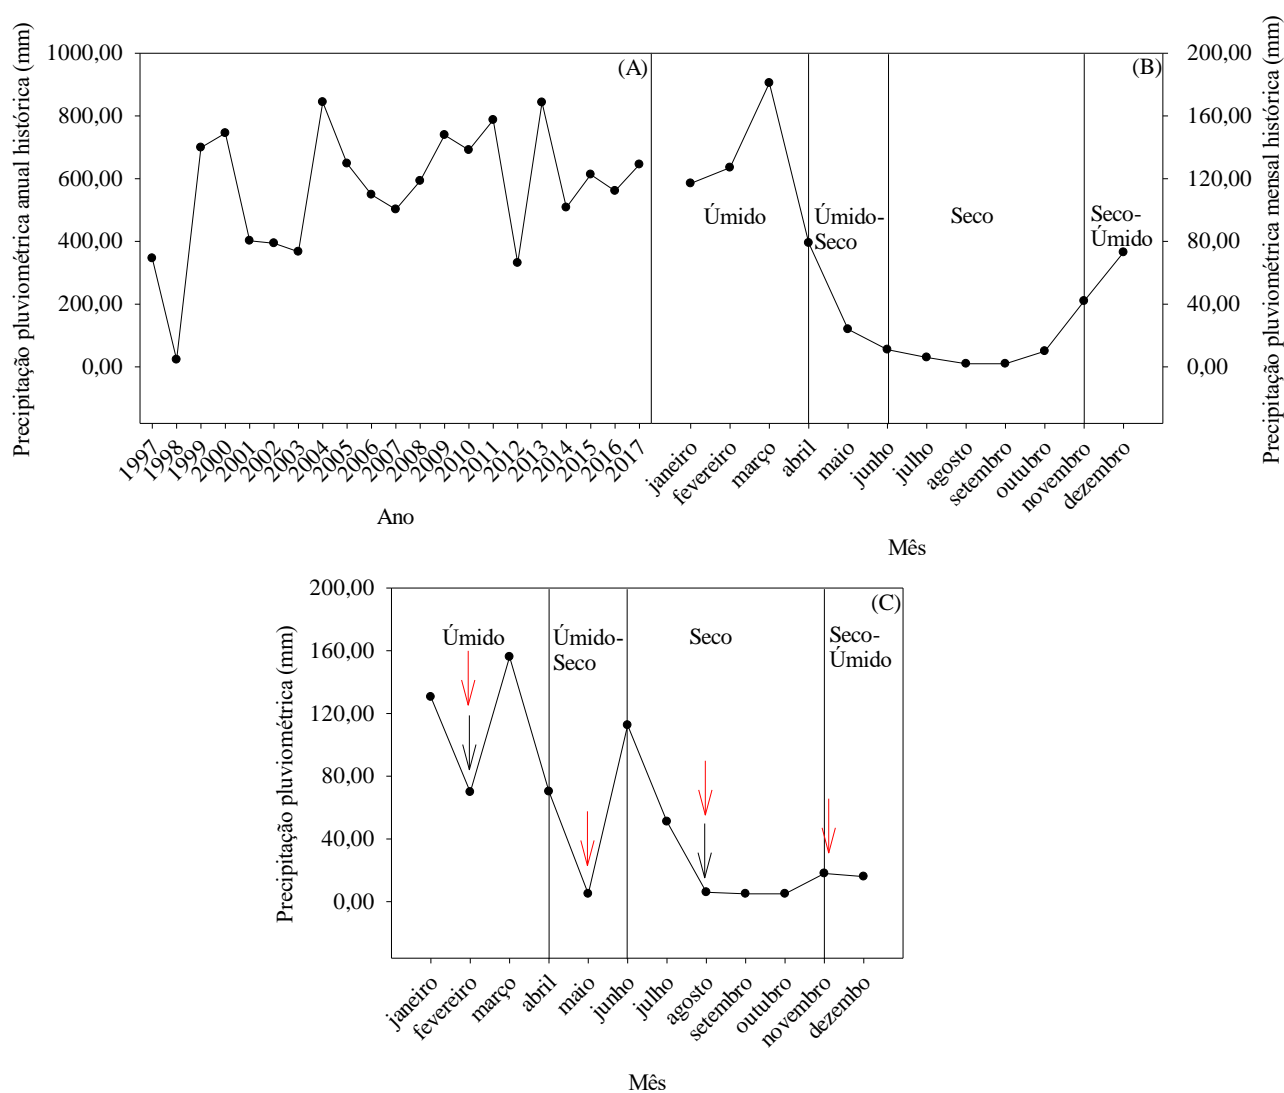 Precipitação pluviométrica anual histórica (mm)
1000,00
800,00
600,00
400,00
200,00
0,00
(A)
1997
1998
1999
2000
2001
2002
2003
2004
2005
2006
2007
2008
2009
2010
2011
2012
2013
2014
2015
2016
2017
Ano
(B)
Úmido
Úmido-
Seco
Seco
Seco-
Úmido
200,00
160,00
120,00
80,00
40,00
0,00
Precipitação pluviométrica mensal histórica (mm)
janeiro
fevereiro
março
abril
maio
junho
julho
agosto
setembro
outubro
novembro
dezembro
Mês
Precipitação pluviométrica (mm)
200,00
160,00
120,00
80,00
40,00
0,00
(C)
Úmido
Úmido-
Seco
Seco
Seco-
Úmido
janeiro
fevereiro
março
abril
maio
junho
julho
agosto
setembro
outubro
novembro
dezembo
Mês